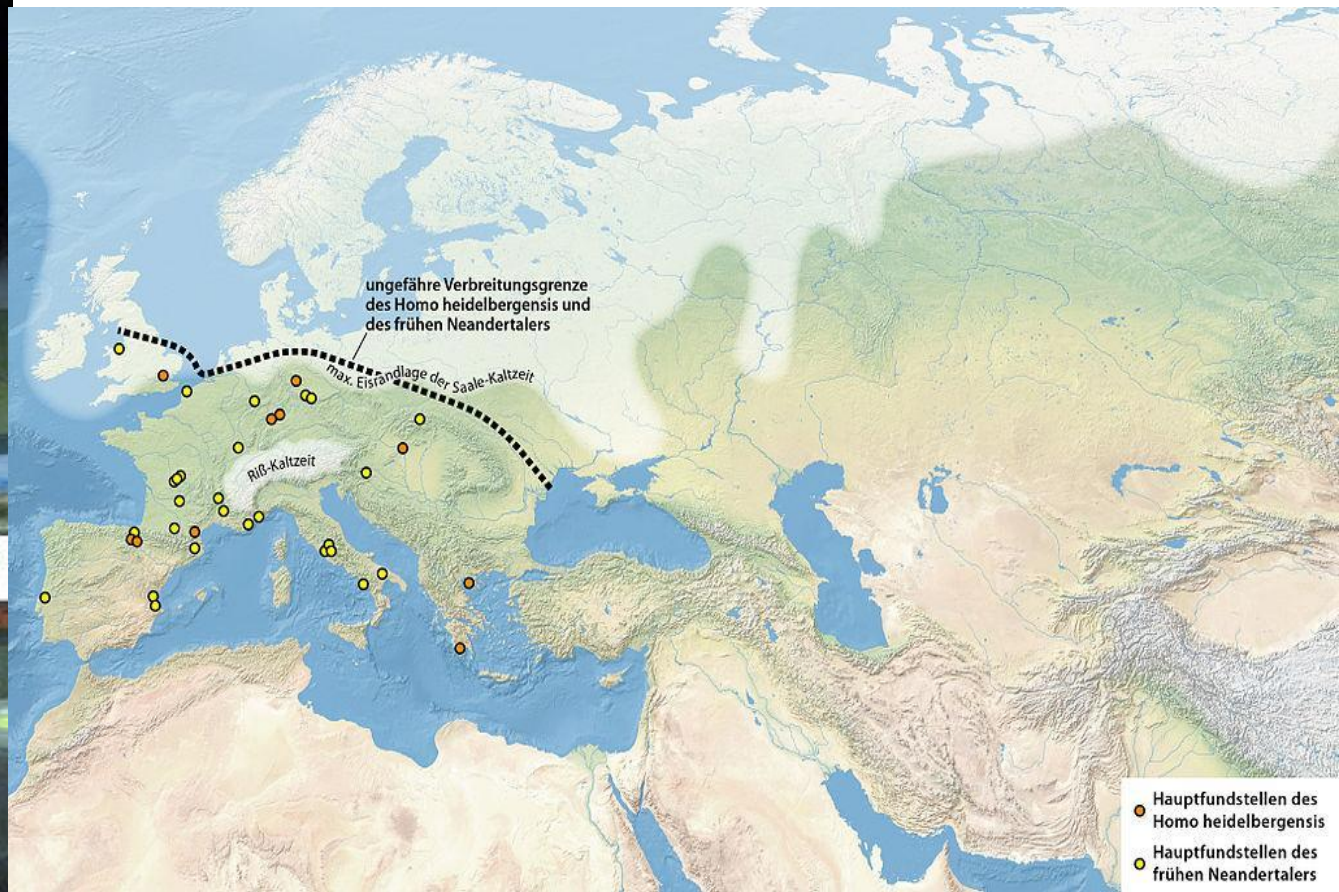 ungefähre Verbreitungsgrenze
des Homo heidelbergensis und
des frühen Neandertalers
max. Eisrandlage der Saale-Kaltzeit
Riß-Kaltzeit
Hauptfundstellen des
Homo heidelbergensis
Hauptfundstellen des
frühen Neandertalers